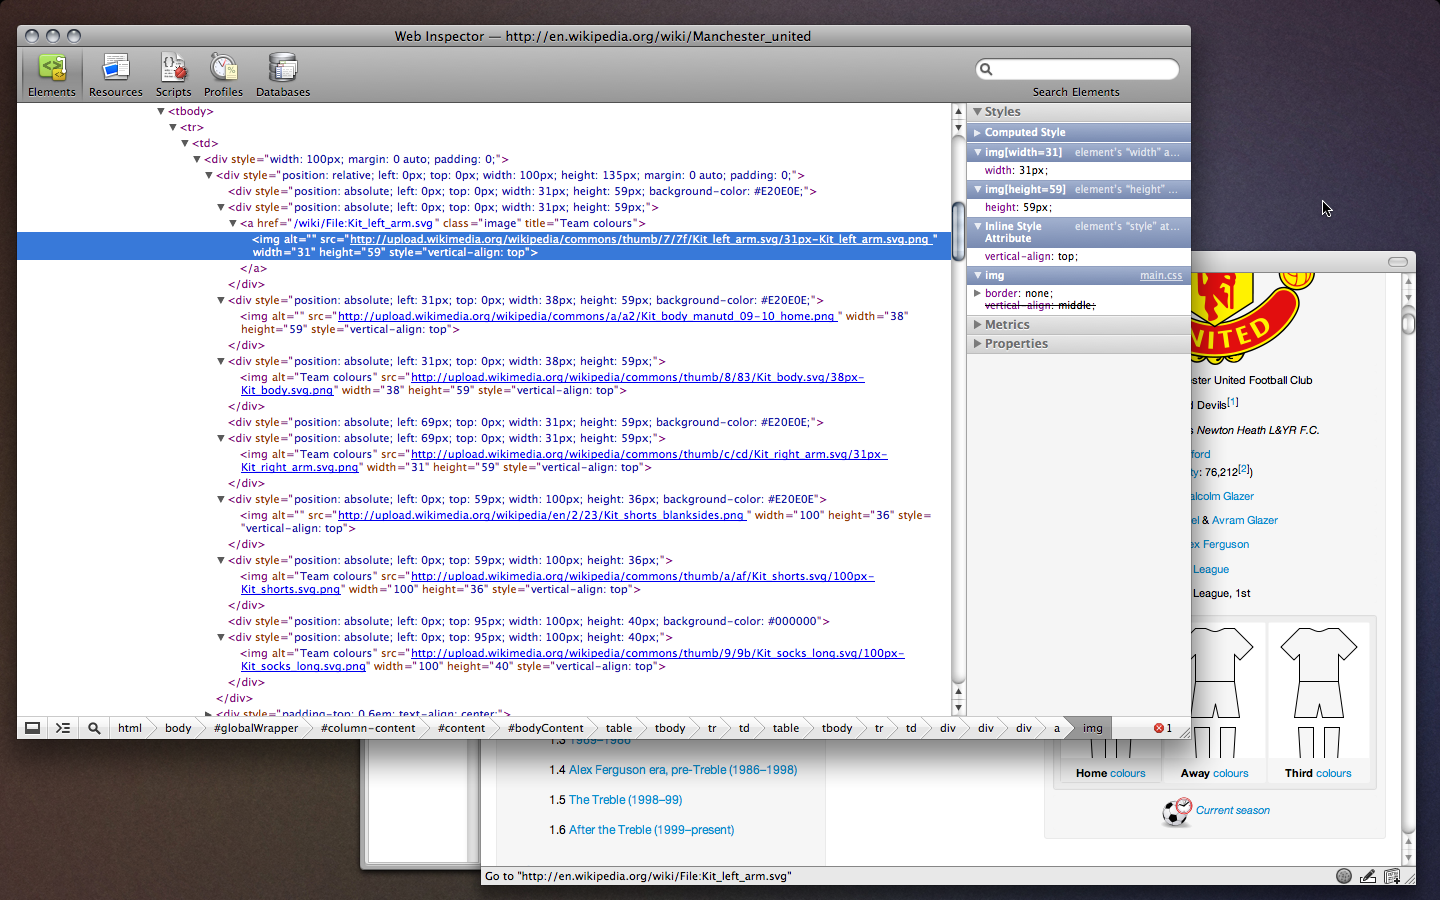 Web Inspector — http://en.wikipedia.org/wiki/Manchester_united
Elements
Resources
Scripts
Profiles
Databases
Search Elements
<tbody>
<tr>
<td>
<div style="width: 100px; margin: 0 auto; padding: 0;">
<div style="position: relative; left: 0px; top: 0px; width: 100px; height: 135px; margin: 0 auto; padding: 0;">
<div style="position: absolute; left: 0px; top: 0px; width: 31px; height: 59px; background-color: #E20E0E;">
<div style="position: absolute; left: 0px; top: 0px; width: 31px; height: 59px;">
<a href="/wiki/File:Kit_left_arm.svg" class="image" title="Team colours">
<img alt="" src="http://upload.wikimedia.org/wikipedia/commons/thumb/7/7f/Kit_left_arm.svg/31px-Kit_left_arm.svg.png "
width="31" height="59" style="vertical-align: top">
</a>
</div>
<div style="position: absolute; left: 31px; top: 0px; width: 38px; height: 59px; background-color: #E20E0E;">
<img alt="" src="http://upload.wikimedia.org/wikipedia/commons/a/a2/Kit_body_manutd_09-10_home.png " width="38"
height="59" style="vertical-align: top">
</div>
<div style="position: absolute; left: 31px; top: 0px; width: 38px; height: 59px;">
<img alt="Team colours" src="http://upload.wikimedia.org/wikipedia/commons/thumb/8/83/Kit_body.svg/38px-
Kit_body.svg.png" width="38" height="59" style="vertical-align: top">
</div>
<div style="position: absolute; left: 69px; top: 0px; width: 31px; height: 59px; background-color: #E20E0E;">
<div style="position: absolute; left: 69px; top: 0px; width: 31px; height: 59px;">
<img alt="Team colours" src="http://upload.wikimedia.org/wikipedia/commons/thumb/c/cd/Kit_right_arm.svg/31px-
Kit_right_arm.svg.png" width="31" height="59" style="vertical-align: top">
</div>
<div style="position: absolute; left: 0px; top: 59px; width: 100px; height: 36px; background-color: #E20E0E">
<img alt="" src="http://upload.wikimedia.org/wikipedia/en/2/23/Kit_shorts_blanksides.png " width="100" height="36" style=
"vertical-align: top">
</div>
<div style="position: absolute; left: 0px; top: 59px; width: 100px; height: 36px;">
<img alt="Team colours" src="http://upload.wikimedia.org/wikipedia/commons/thumb/a/af/Kit_shorts.svg/100px-
Kit_shorts.svg.png" width="100" height="36" style="vertical-align: top">
</div>
<div style="position: absolute; left: 0px; top: 95px; width: 100px; height: 40px; background-color: #000000">
<div style="position: absolute; left: 0px; top: 95px; width: 100px; height: 40px;">
<img alt="Team colours" src="http://upload.wikimedia.org/wikipedia/commons/thumb/9/9b/Kit_socks_long.svg/100px-
Kit_socks_long.svg.png" width="100" height="40" style="vertical-align: top">
</div>
</div>
<div style="padding-top: 0.6em; text-align: center;">
Styles
Computed Style
img[width=31] element's "width" a...
width: 31px;
img[height=59] element's "height" ...
height: 59px;
Inline Style
Attribute element's "style" at...
vertical-align: top;
img main.css
border: none;
vertical-align: middle;
Metrics
Properties
html body #globalWrapper #column-content #content #bodyContent table tbody tr td table tbody tr td div div div a img 1
NITED
ster United Football Club
d Devils[1]
s Newton Heath L&YR F.C.
ford
ty: 76,212[2])
alcolm Glazer
el & Avram Glazer
ex Ferguson
League
League, 1st
Home colours
Away colours
Third colours
Current season
1.3 1969–1986
1.4 Alex Ferguson era, pre-Treble (1986–1998)
1.5 The Treble (1998–99)
1.6 After the Treble (1999–present)
Go to "http://en.wikipedia.org/wiki/File:Kit_left_arm.svg"